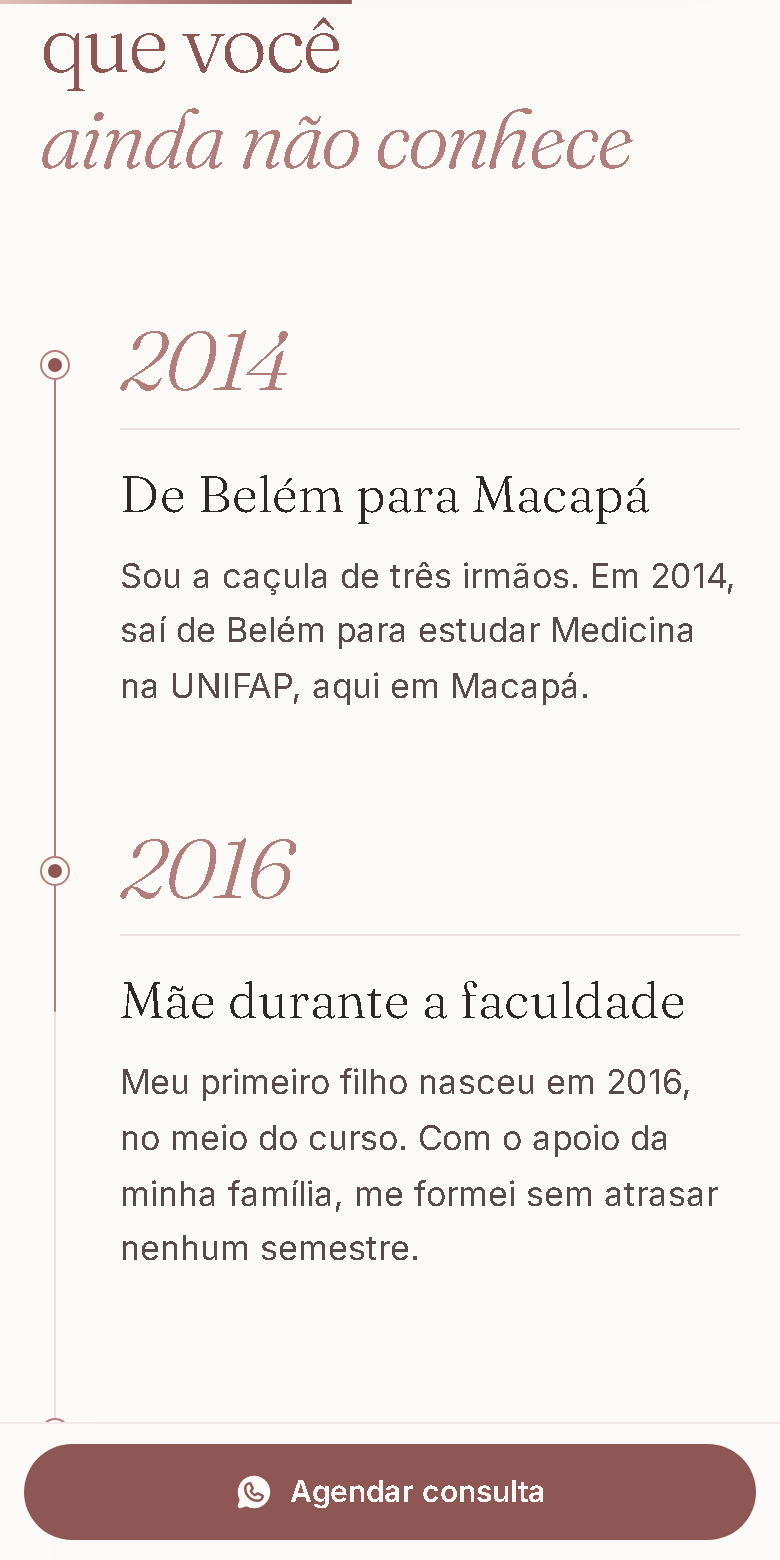 que você
ainda não conhece
2014
De Belém para Macapá
Sou a caçula de três irmãos. Em 2014,
saí de Belém para estudar Medicina
na UNIFAP, aqui em Macapá.
2016
Mãe durante a faculdade
Meu primeiro filho nasceu em 2016,
no meio do curso. Com o apoio da
minha família, me formei sem atrasar
nenhum semestre.
Agendar consulta